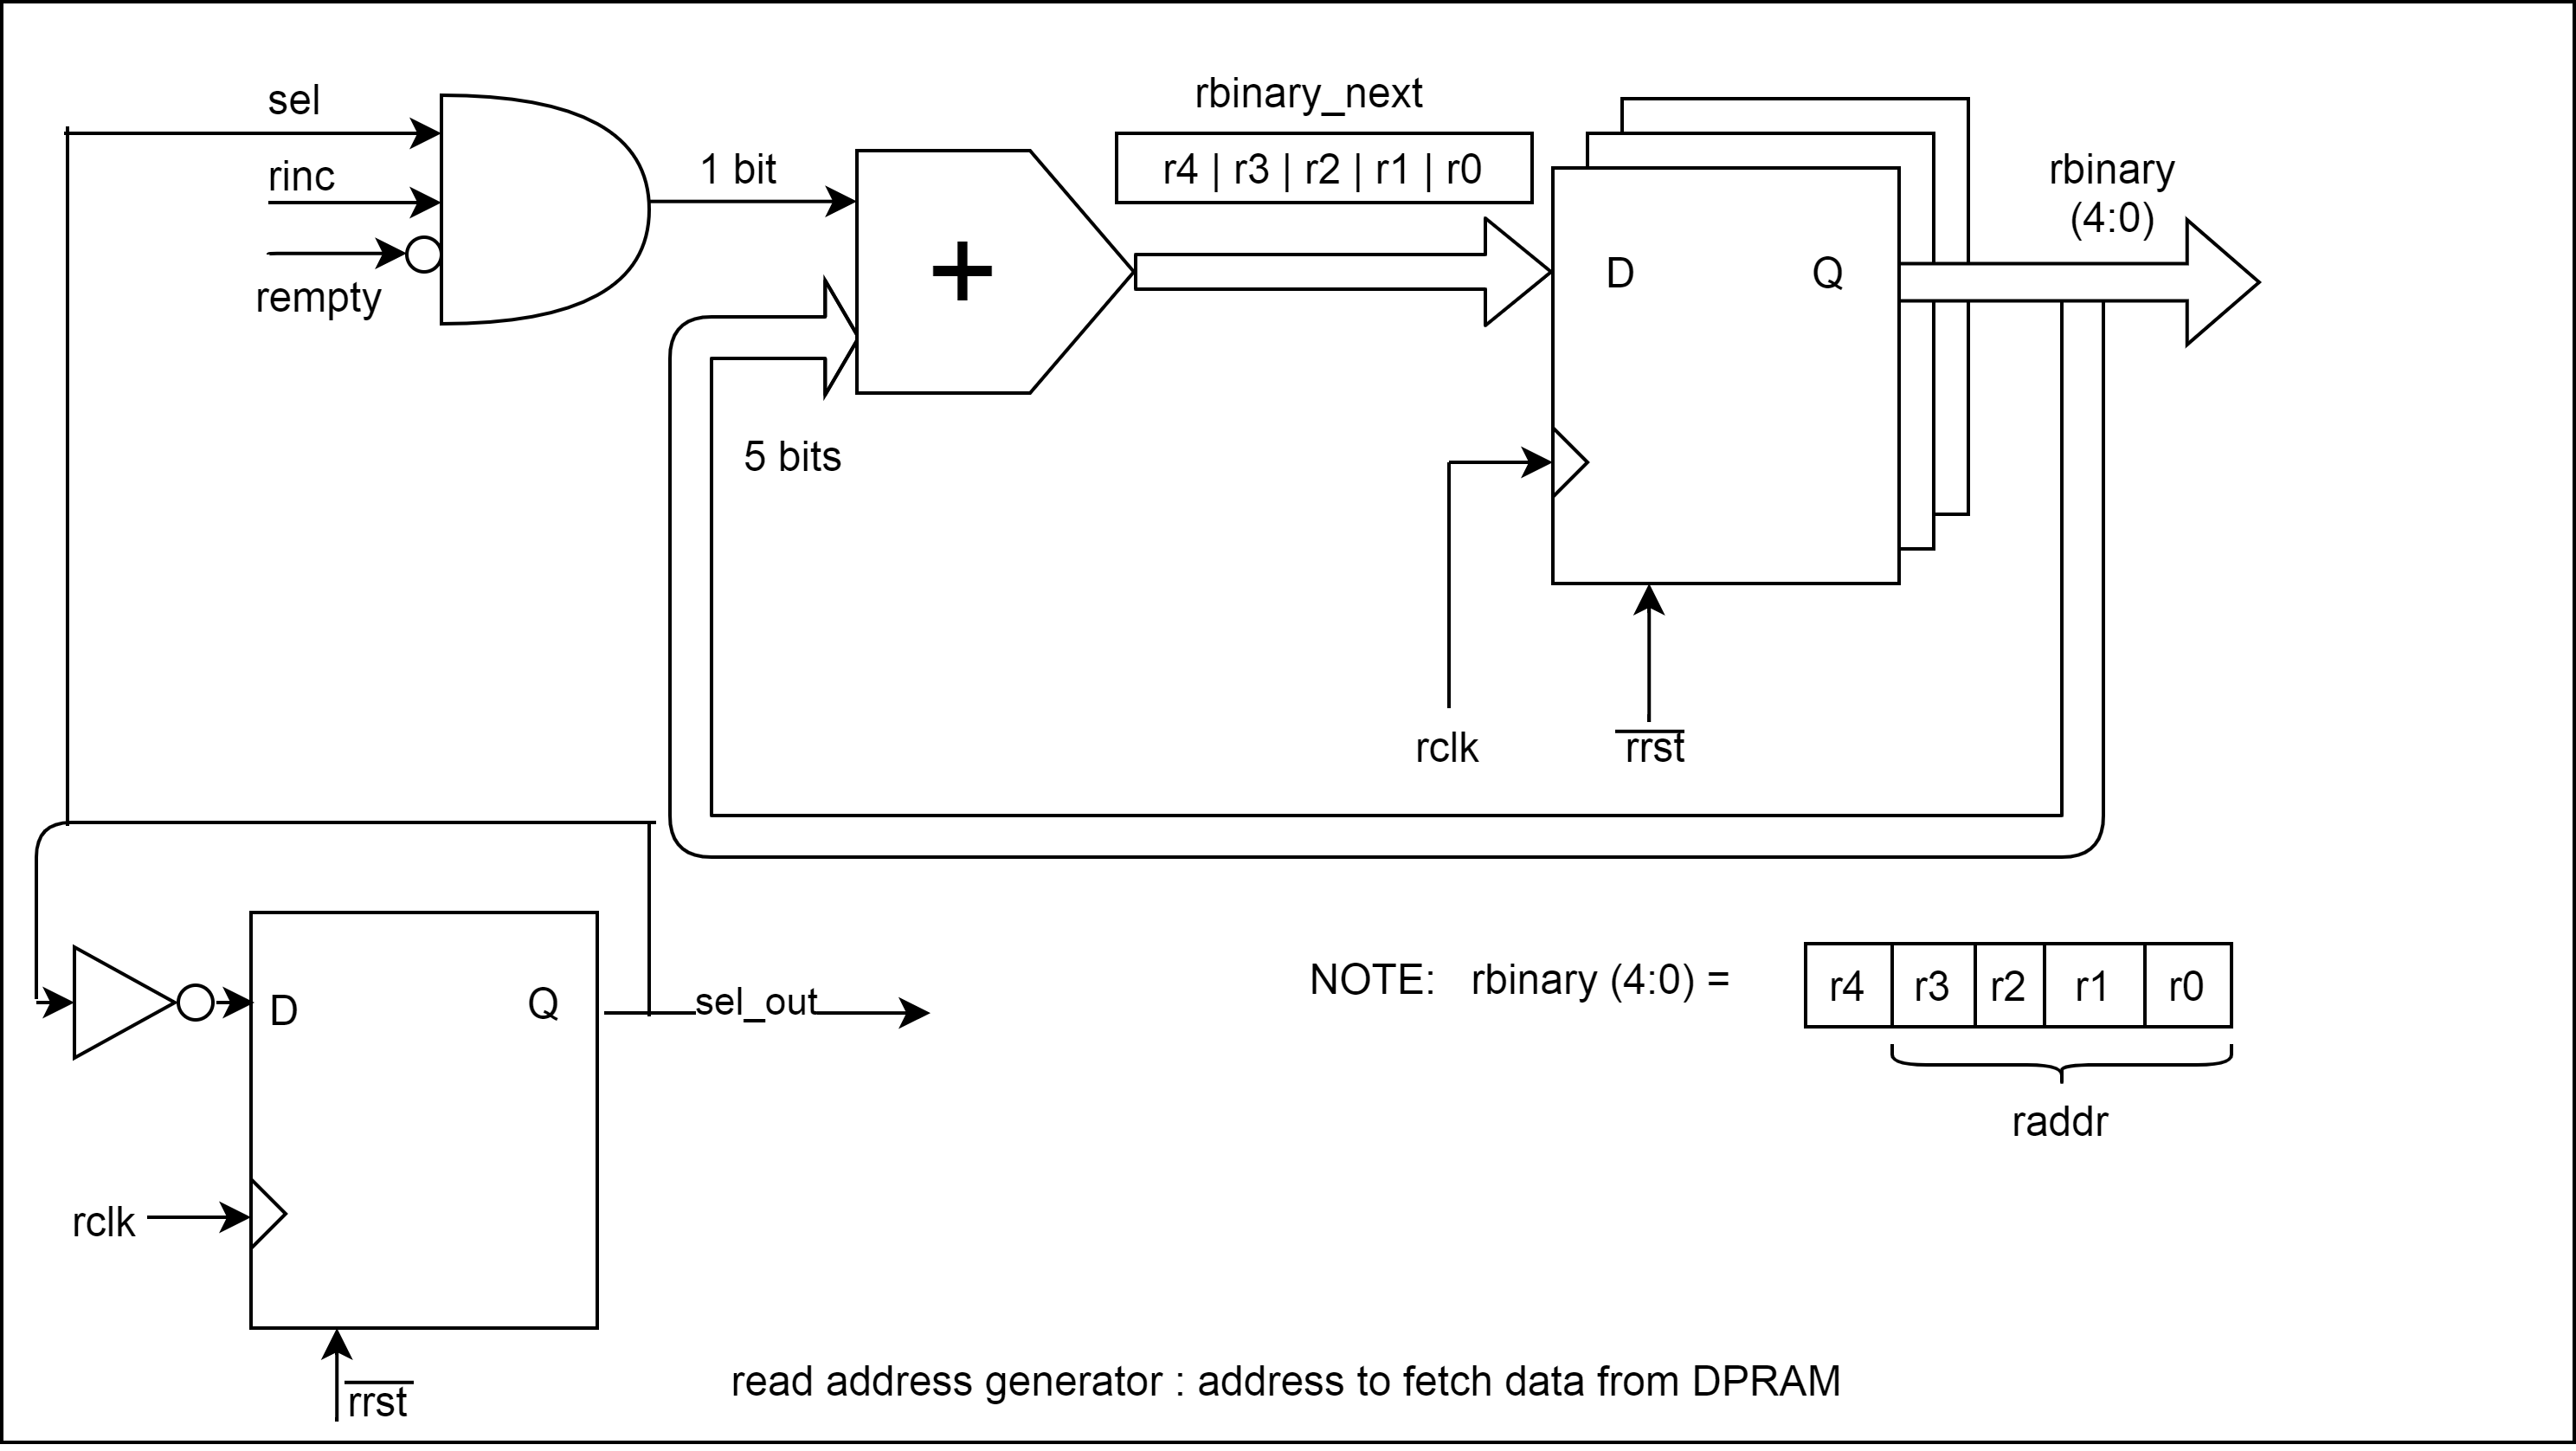 sel
rinc
rempty
1 bit
5 bits
+
rbinary_next
r4 | r3 | r2 | r1 | r0
D
Q
rbinary
(4:0)
rclk
rrst
D
Q
sel_out
rclk
rrst
NOTE: rbinary (4:0) =
r4 r3 r2 r1 r0
raddr
read address generator : address to fetch data from DPRAM